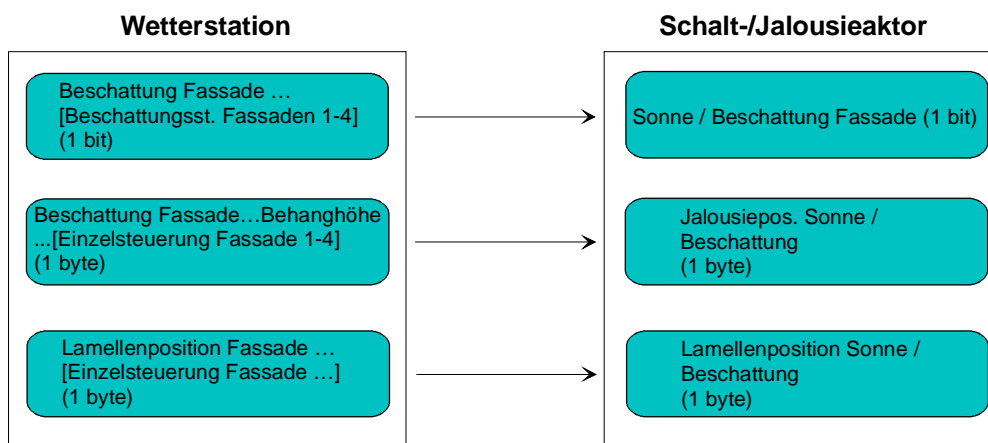 Wetterstation
Schalt-/Jalousieaktor
Beschattung Fassade …
[Beschattungsst. Fassaden 1-4]
(1 bit)
Sonne / Beschattung Fassade (1 bit)
Beschattung Fassade…Behanghöhe
...[Einzelsteuerung Fassade 1-4]
(1 byte)
Jalousiepos. Sonne /
Beschattung
(1 byte)
Lamellenposition Fassade …
[Einzelsteuerung Fassade …]
(1 byte)
Lamellenposition Sonne /
Beschattung
(1 byte)